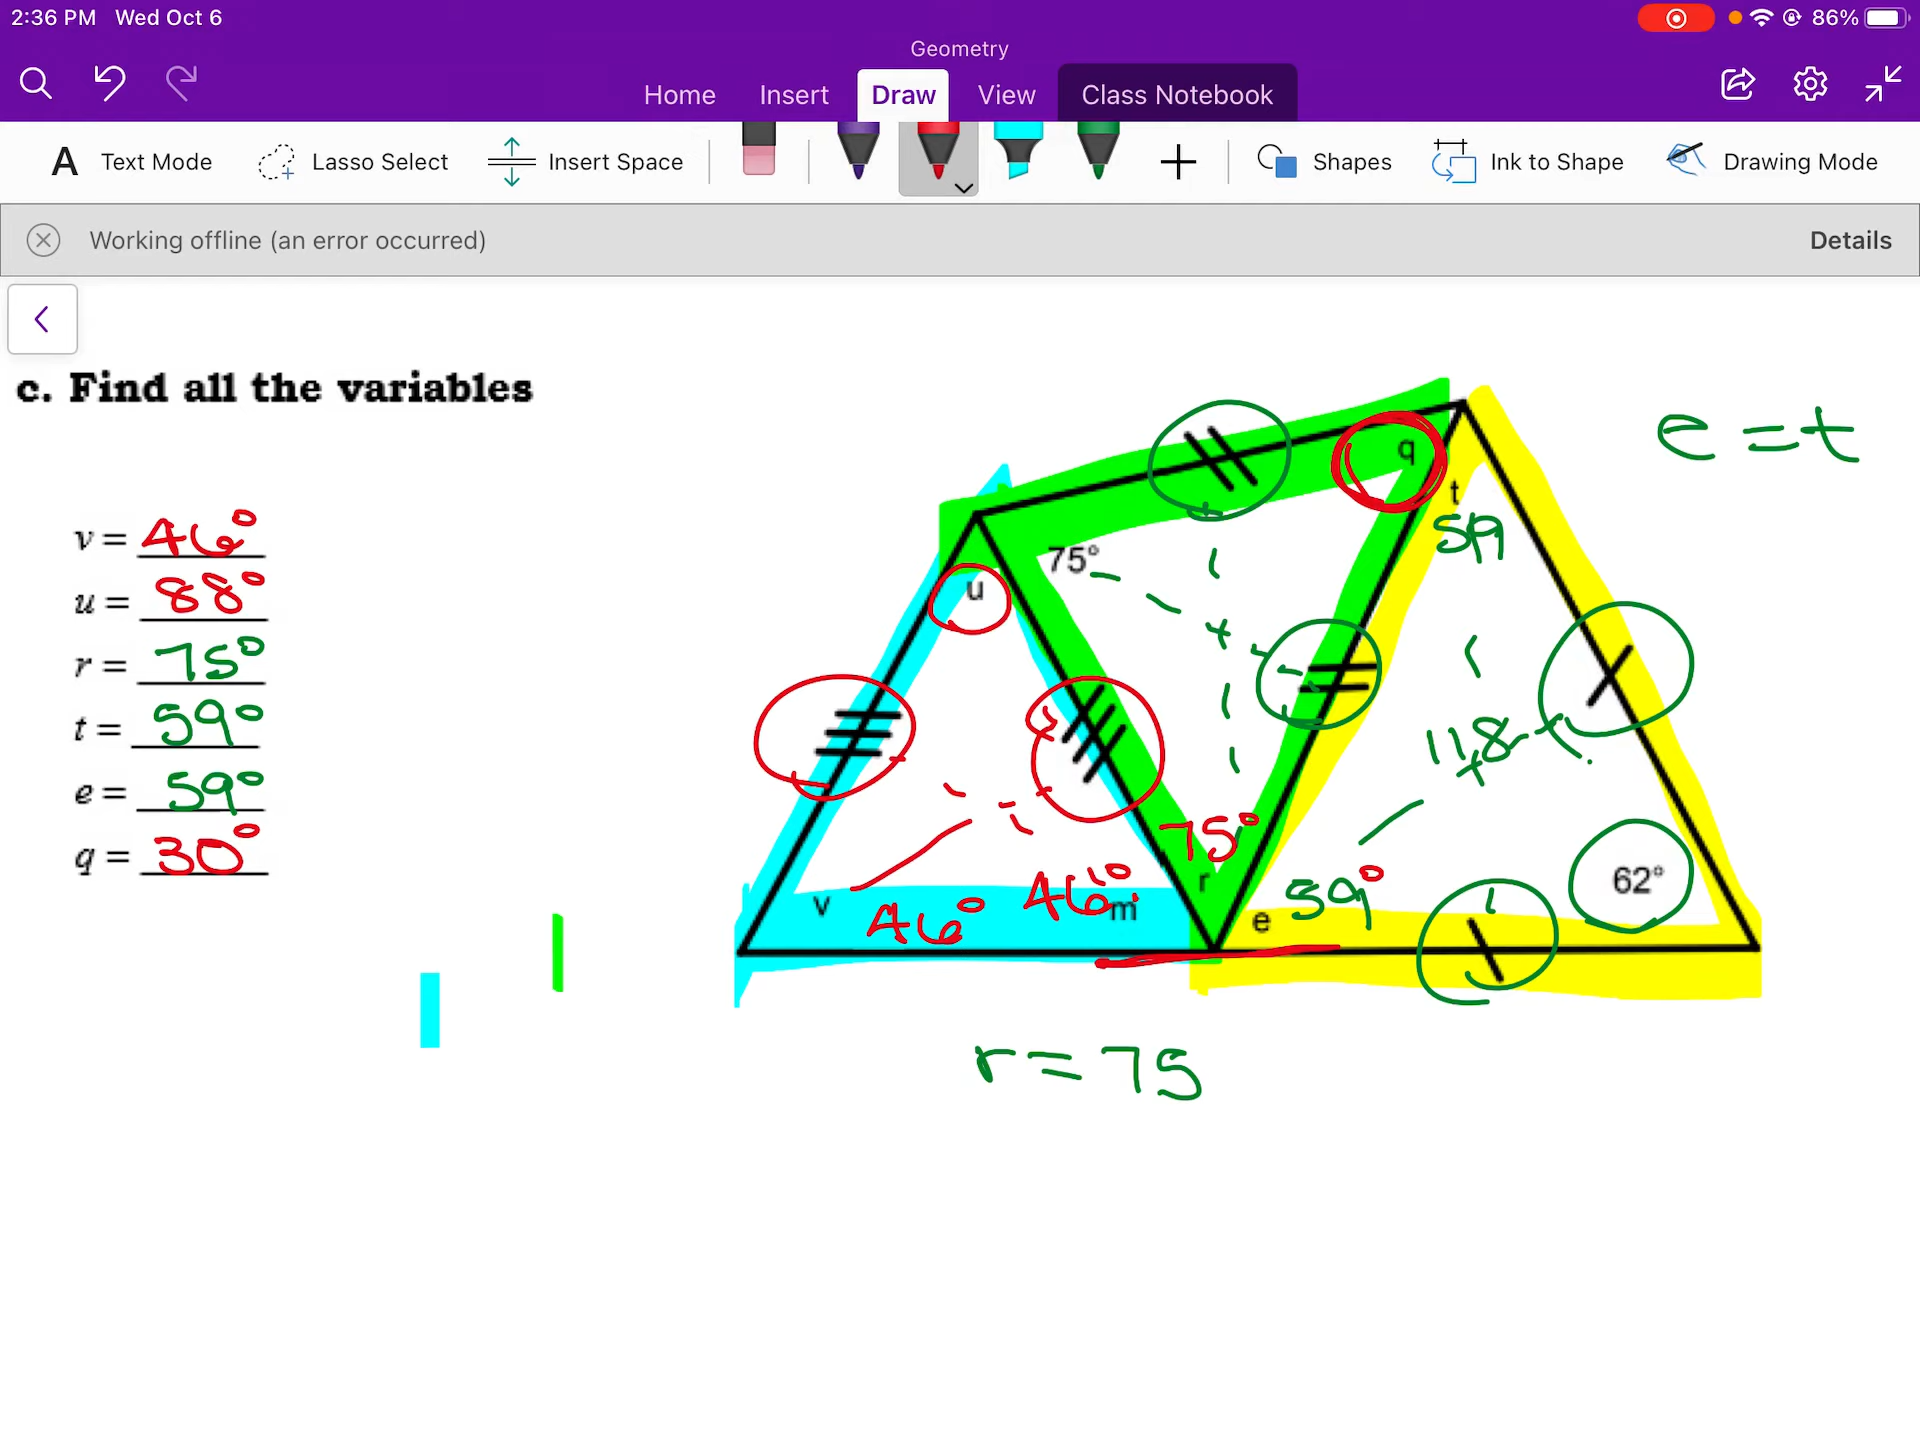 2:36 PM Wed Oct 6
86%
Geometry
Home Insert Draw View Class Notebook
A Text Mode Lasso Select Insert Space Shapes Ink to Shape Drawing Mode
Working offline (an error occurred) Details
c. Find all the variables
e = t
v = 46°
u = 88°
r = 75°
t = 59°
e = 59°
q = 30°
q
t
59
75°
u
118
75°
r
62°
v 46°
46° m
e 59°
r = 75